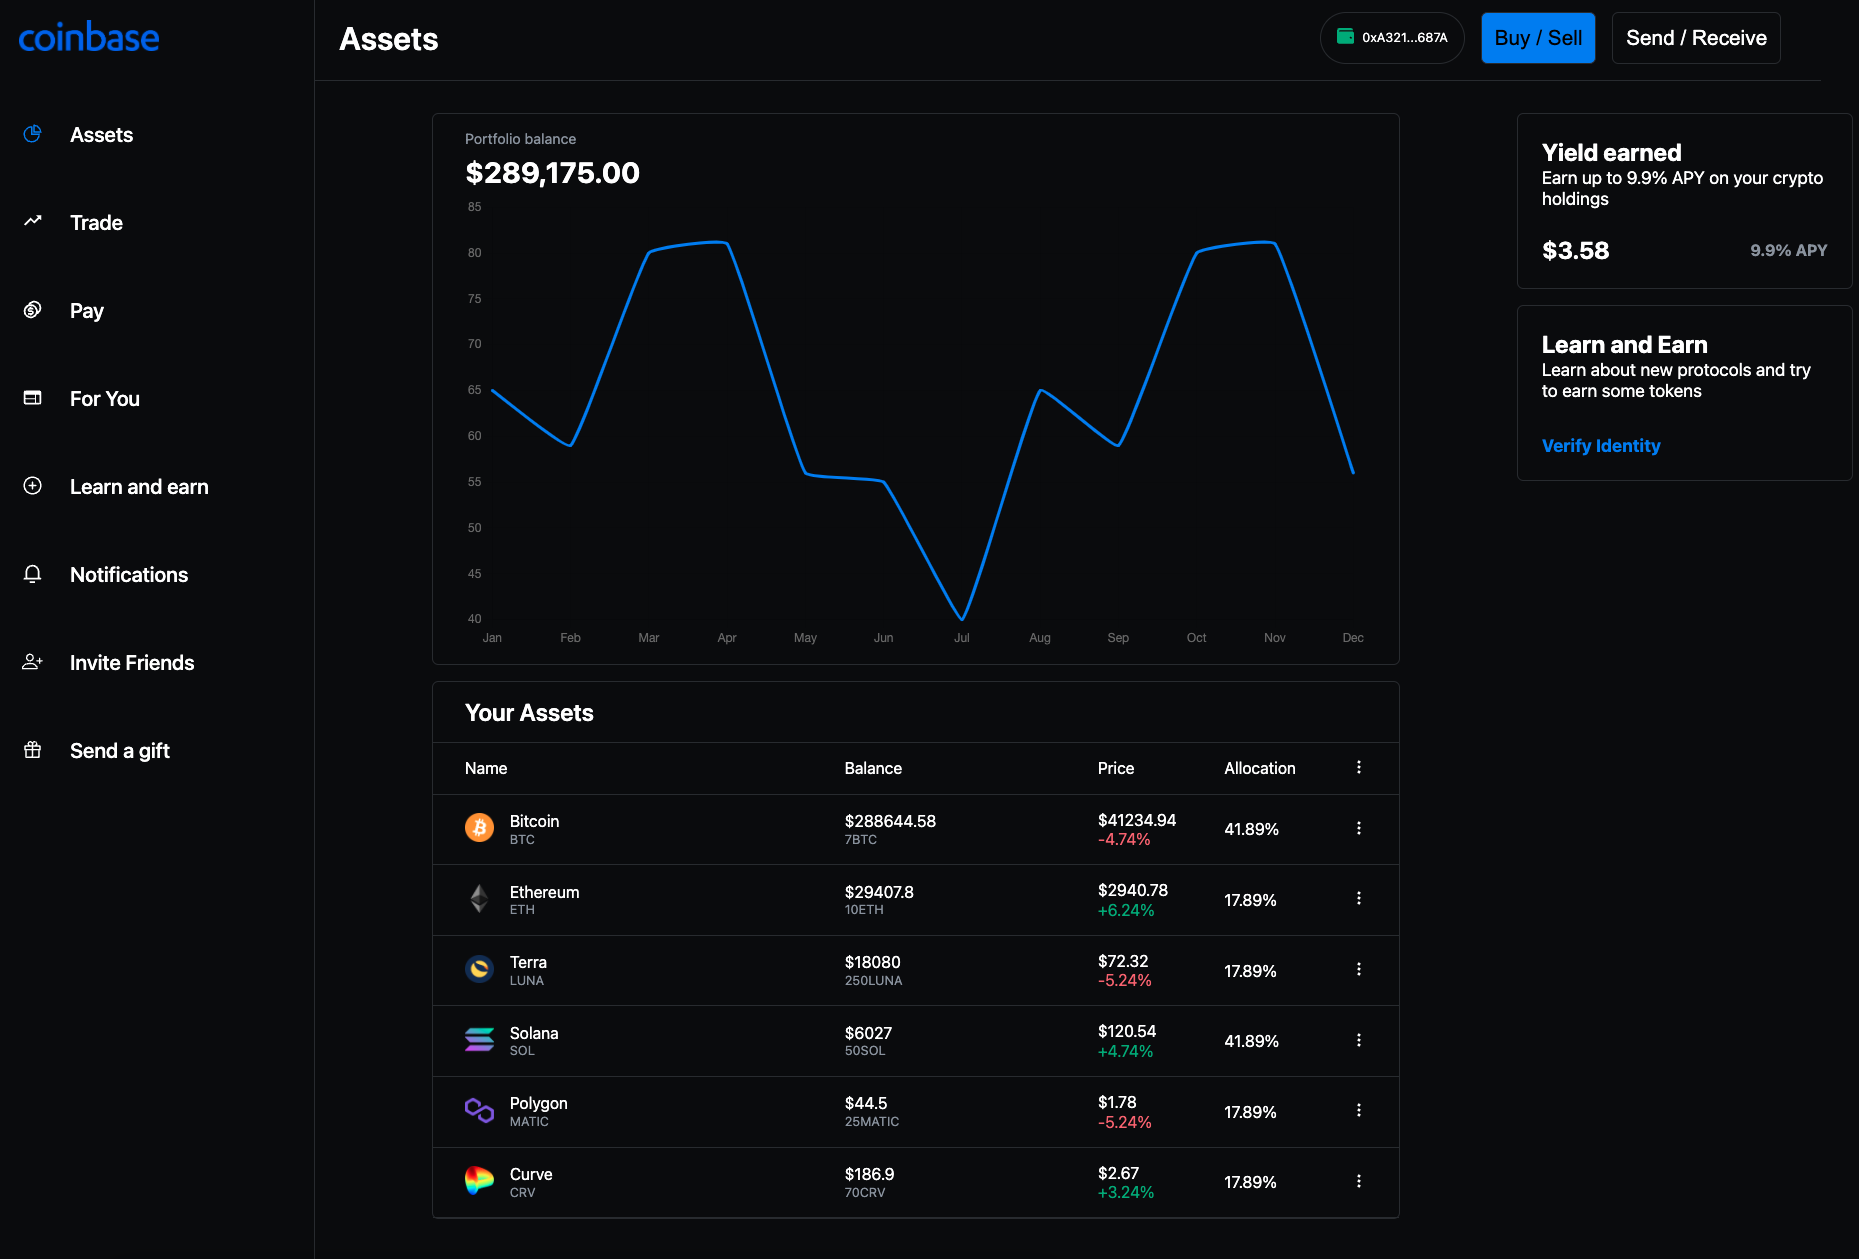 coinbase
Assets
Trade
Pay
For You
Learn and earn
Notifications
Invite Friends
Send a gift
Assets
0xA321...687A
Buy / Sell
Send / Receive
Portfolio balance
$289,175.00
85
80
75
70
65
60
55
50
45
40
Jan Feb Mar Apr May Jun Jul Aug Sep Oct Nov Dec
Yield earned
Earn up to 9.9% APY on your crypto
holdings
$3.58 9.9% APY
Learn and Earn
Learn about new protocols and try
to earn some tokens
Verify Identity
Your Assets
Name Balance Price Allocation
Bitcoin $288644.58 $41234.94 41.89%
BTC 7BTC -4.74%
Ethereum $29407.8 $2940.78 17.89%
ETH 10ETH +6.24%
Terra $18080 $72.32 17.89%
LUNA 250LUNA -5.24%
Solana $6027 $120.54 41.89%
SOL 50SOL +4.74%
Polygon $44.5 $1.78 17.89%
MATIC 25MATIC -5.24%
Curve $186.9 $2.67 17.89%
CRV 70CRV +3.24%